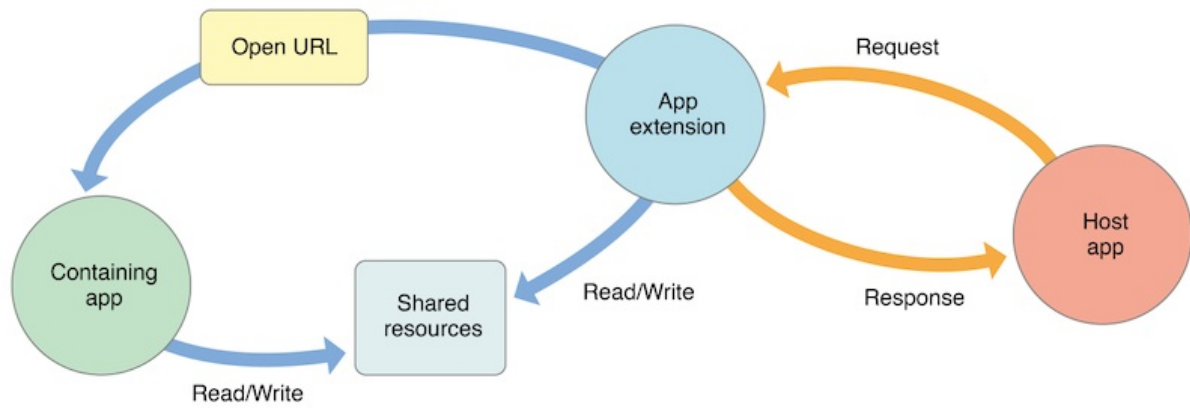 Open URL
Request
App
extension
Host
app
Containing
app
Shared
resources
Read/Write
Response
Read/Write